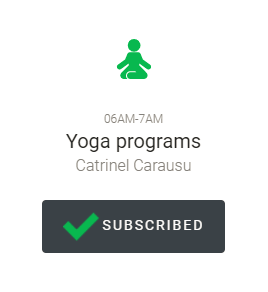 06AM-7AM
Yoga programs
Catrinel Carausu
SUBSCRIBED